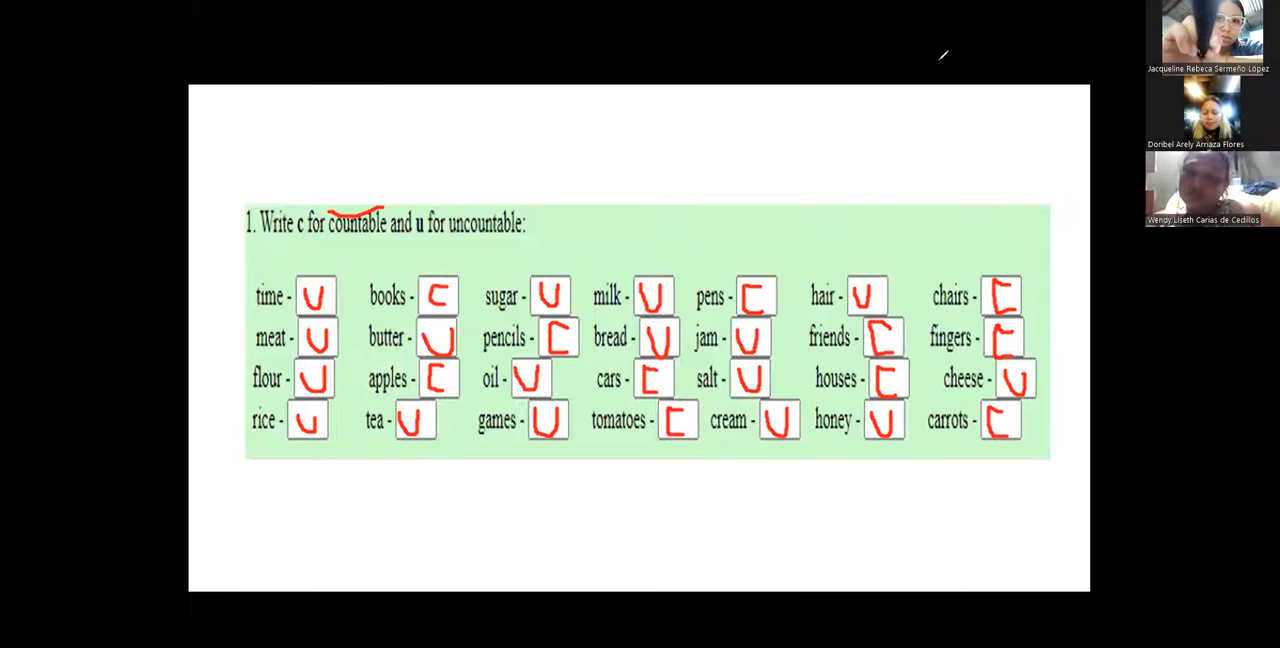 Jacqueline Rebeca Sermeño López
Doribel Arely Arriaza Flores
Wendy Liseth Carias de Cedillos
1. Write c for countable and u for uncountable:
time - U books - C sugar - U milk - U pens - C hair - U chairs - C
meat - U butter - U pencils - C bread - U jam - U friends - C fingers - C
flour - U apples - C oil - U cars - C salt - U houses - C cheese - U
rice - U tea - U games - U tomatoes - C cream - U honey - U carrots - C